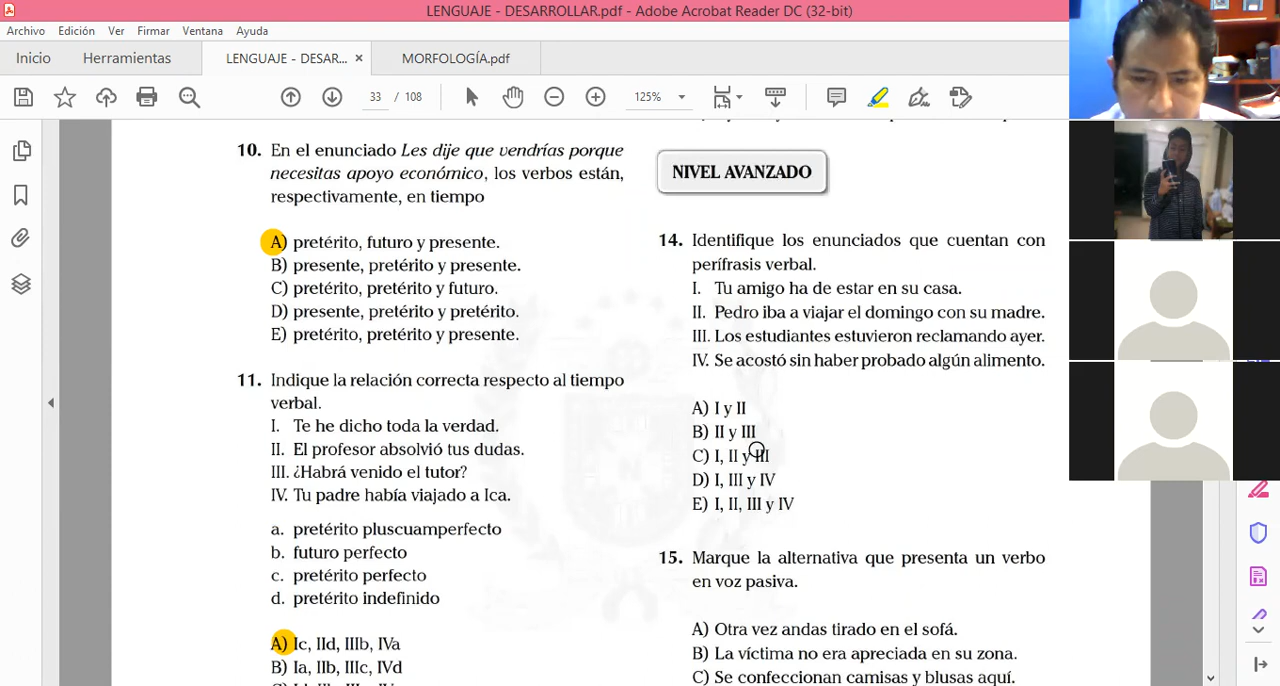 LENGUAJE - DESARROLLAR.pdf - Adobe Acrobat Reader DC (32-bit)
Archivo Edición Ver Firmar Ventana Ayuda
Inicio Herramientas LENGUAJE - DESAR... × MORFOLOGÍA.pdf
33 / 108 125%
10. En el enunciado Les dije que vendrías porque
necesitas apoyo económico, los verbos están,
respectivamente, en tiempo
A) pretérito, futuro y presente.
B) presente, pretérito y presente.
C) pretérito, pretérito y futuro.
D) presente, pretérito y pretérito.
E) pretérito, pretérito y presente.
11. Indique la relación correcta respecto al tiempo
verbal.
I. Te he dicho toda la verdad.
II. El profesor absolvió tus dudas.
III. ¿Habrá venido el tutor?
IV. Tu padre había viajado a Ica.
a. pretérito pluscuamperfecto
b. futuro perfecto
c. pretérito perfecto
d. pretérito indefinido
A) Ic, IId, IIIb, IVa
B) Ia, IIb, IIIc, IVd
NIVEL AVANZADO
14. Identifique los enunciados que cuentan con
perífrasis verbal.
I. Tu amigo ha de estar en su casa.
II. Pedro iba a viajar el domingo con su madre.
III. Los estudiantes estuvieron reclamando ayer.
IV. Se acostó sin haber probado algún alimento.
A) I y II
B) II y III
C) I, II y III
D) I, III y IV
E) I, II, III y IV
15. Marque la alternativa que presenta un verbo
en voz pasiva.
A) Otra vez andas tirado en el sofá.
B) La víctima no era apreciada en su zona.
C) Se confeccionan camisas y blusas aquí.